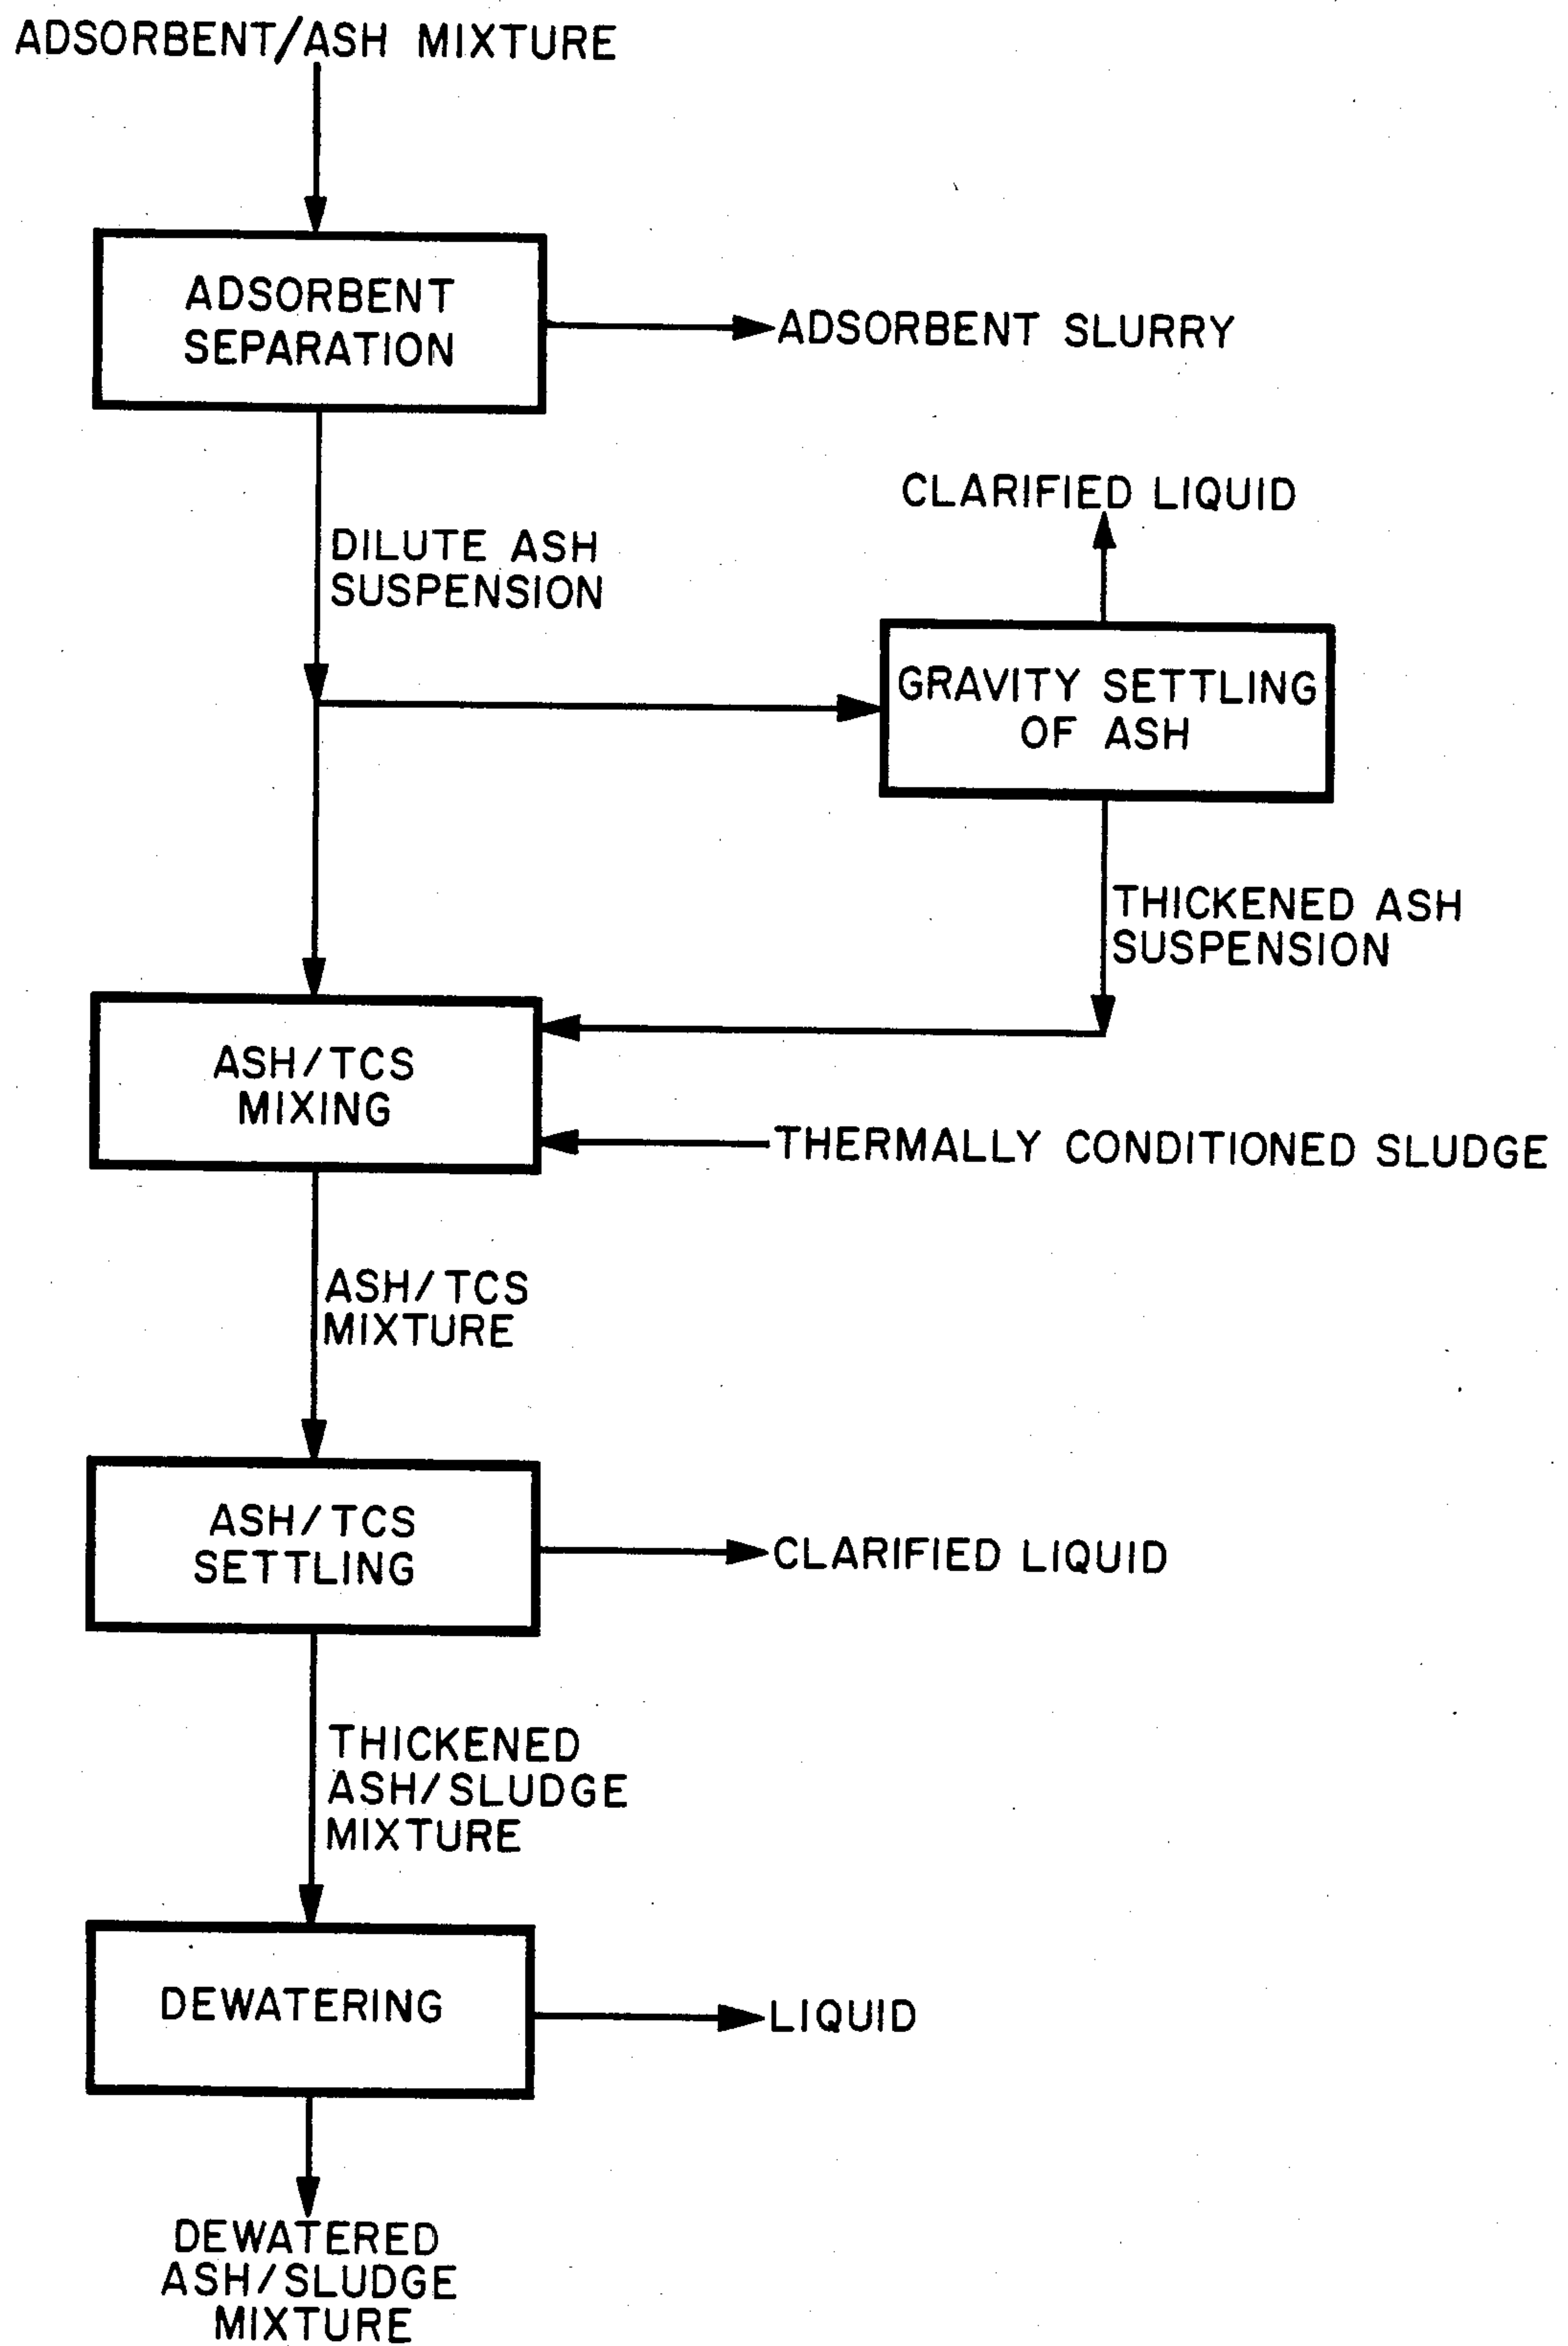 ADSORBENT/ASH MIXTURE
ADSORBENT
SEPARATION
ADSORBENT SLURRY
CLARIFIED LIQUID
DILUTE ASH
SUSPENSION
GRAVITY SETTLING
OF ASH
THICKENED ASH
SUSPENSION
ASH/TCS
MIXING
THERMALLY CONDITIONED SLUDGE
ASH/TCS
MIXTURE
ASH/TCS
SETTLING
CLARIFIED LIQUID
THICKENED
ASH/SLUDGE
MIXTURE
DEWATERING
LIQUID
DEWATERED
ASH/SLUDGE
MIXTURE